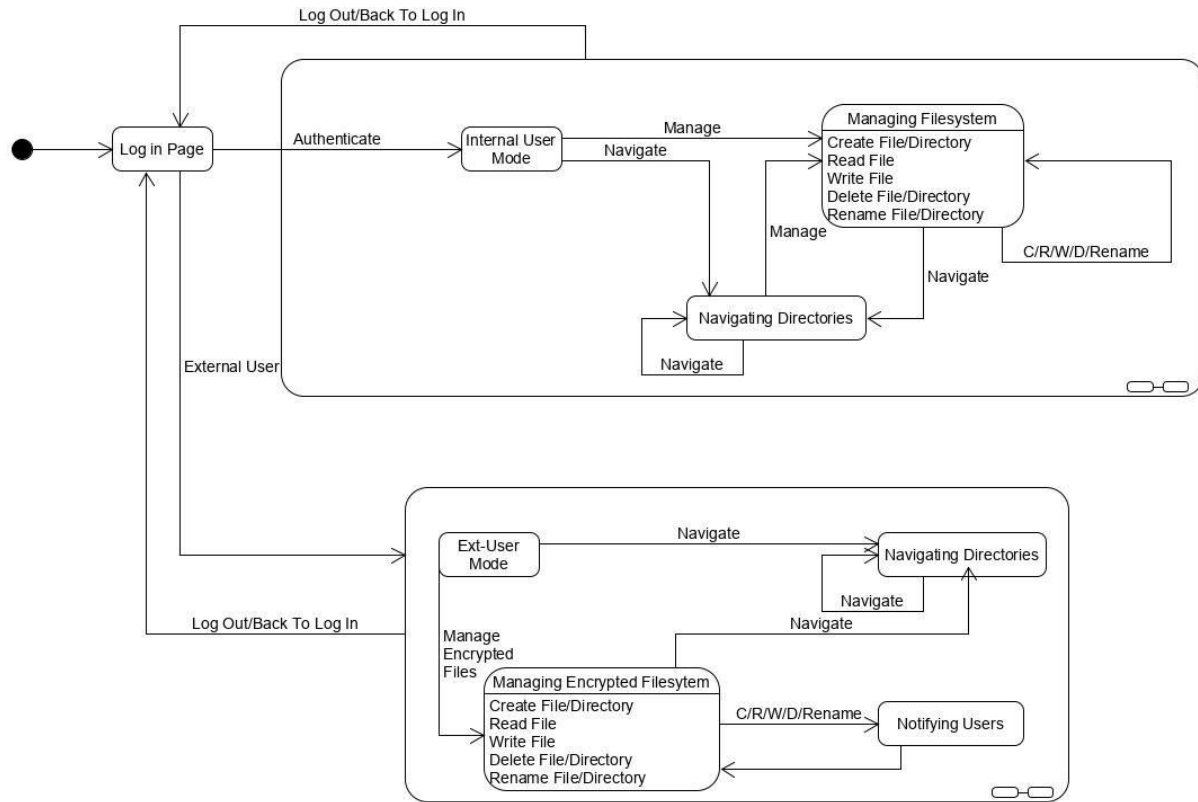 Log Out/Back To Log In
Log in Page
Authenticate
Internal User
Mode
Manage
Navigate
Managing Filesystem
Create File/Directory
Read File
Write File
Delete File/Directory
Rename File/Directory
Manage
C/R/W/D/Rename
Navigate
Navigating Directories
Navigate
External User
Ext-User
Mode
Navigate
Navigating Directories
Navigate
Log Out/Back To Log In
Navigate
Manage
Encrypted
Files
Managing Encrypted Filesytem
Create File/Directory
Read File
Write File
Delete File/Directory
Rename File/Directory
C/R/W/D/Rename
Notifying Users